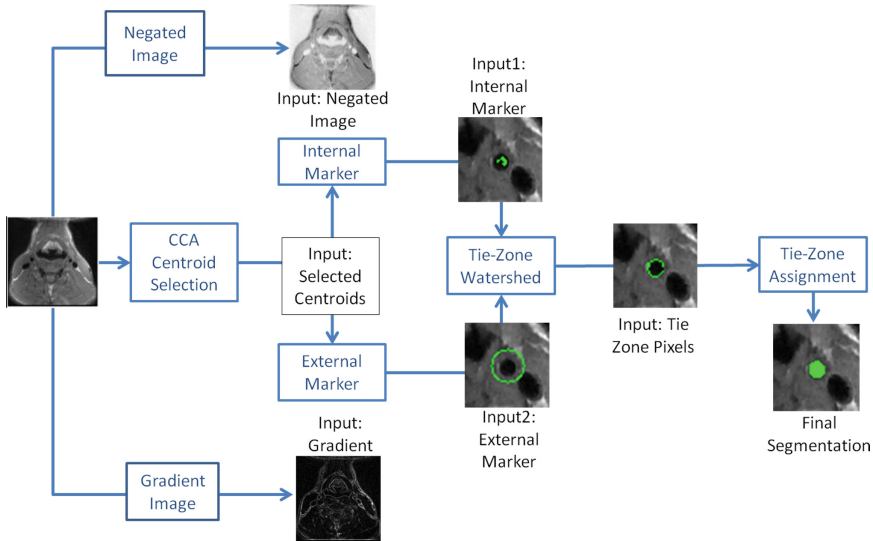 Negated
Image
Input: Negated
Image
Input1:
Internal
Marker
Internal
Marker
CCA
Centroid
Selection
Input:
Selected
Centroids
Tie-Zone
Watershed
Tie-Zone
Assignment
Input: Tie
Zone Pixels
External
Marker
Input2:
External
Marker
Final
Segmentation
Input:
Gradient
Gradient
Image